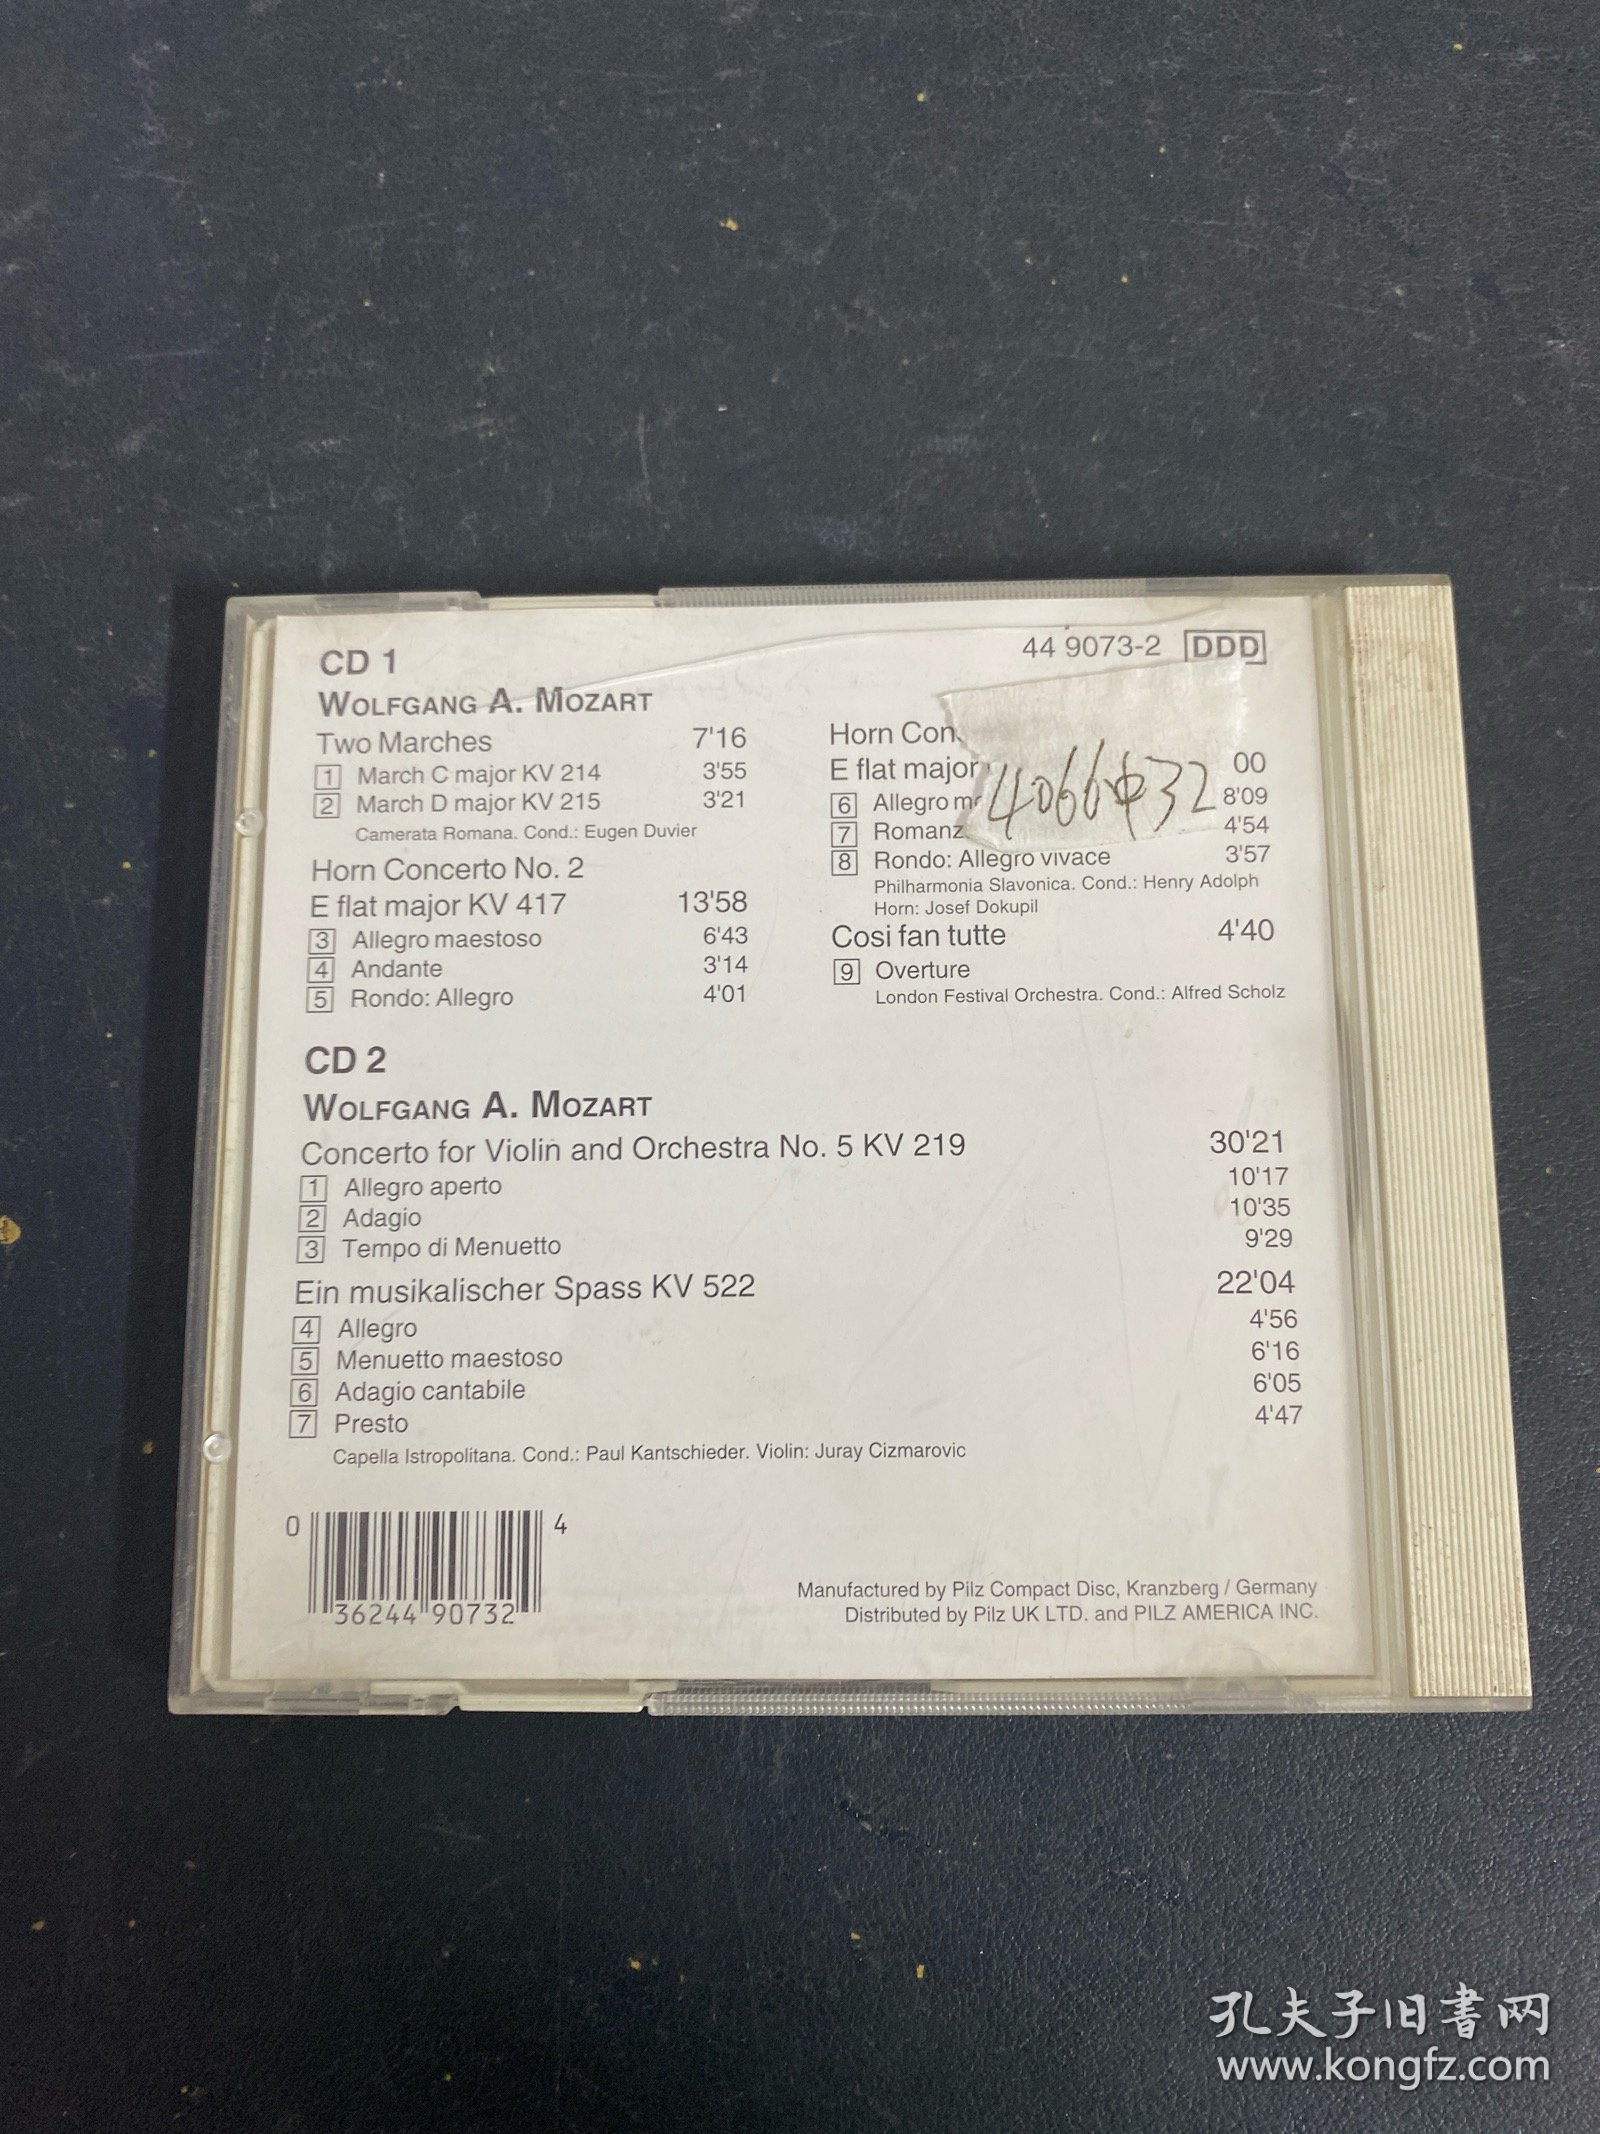 44 9073-2 DDD
CD 1
WOLFGANG A. MOZART
Two Marches 7'16
1 March C major KV 214 3'55
2 March D major KV 215 3'21
Camerata Romana. Cond.: Eugen Duvier
Horn Concerto No. 2
E flat major KV 417 13'58
3 Allegro maestoso 6'43
4 Andante 3'14
5 Rondo: Allegro 4'01
Horn
E flat major 00
6 Allegro 8'09
7 4'54
8 Rondo: Allegro vivace 3'57
Philharmonia Slavonica. Cond.: Henry Adolph
Horn: Josef Dokupil
Cosi fan tutte 4'40
9 Overture
London Festival Orchestra. Cond.: Alfred Scholz
4066中32
CD 2
WOLFGANG A. MOZART
Concerto for Violin and Orchestra No. 5 KV 219 30'21
1 Allegro aperto 10'17
2 Adagio 10'35
3 Tempo di Menuetto 9'29
Ein musikalischer Spass KV 522 22'04
4 Allegro 4'56
5 Menuetto maestoso 6'16
6 Adagio cantabile 6'05
7 Presto 4'47
Capella Istropolitana. Cond.: Paul Kantschieder. Violin: Juray Cizmarovic
0 36244 90732 4
Manufactured by Pilz Compact Disc, Kranzberg / Germany
Distributed by Pilz UK LTD. and PILZ AMERICA INC.
孔夫子旧书网
www.kongfz.com